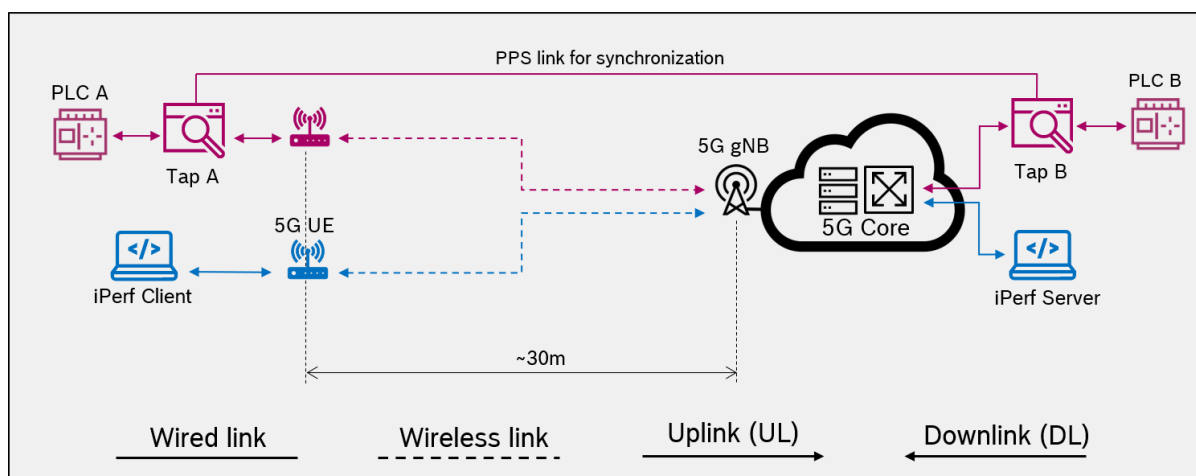 PPS link for synchronization
PLC A
PLC B
5G gNB
Tap A
Tap B
5G UE
</>
5G Core
</>
iPerf Client
iPerf Server
~30m
Wired link
Wireless link
Uplink (UL)
Downlink (DL)